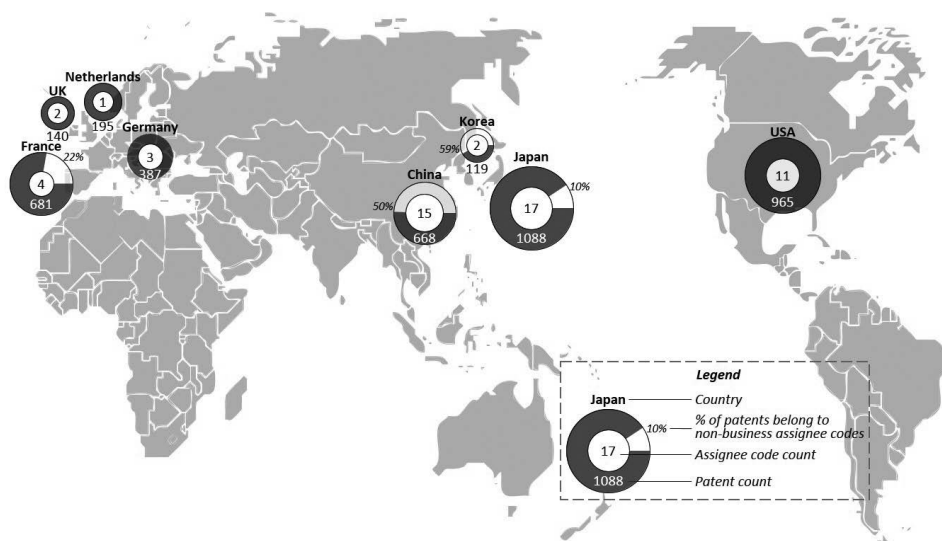 Netherlands
UK
1
2
195
140
Germany
3
387
France
22%
4
681
Korea
59%
2
119
China
50%
15
668
Japan
10%
17
1088
USA
11
965
Legend
Japan
Country
10%
% of patents belong to
non-business assignee codes
17
Assignee code count
1088
Patent count